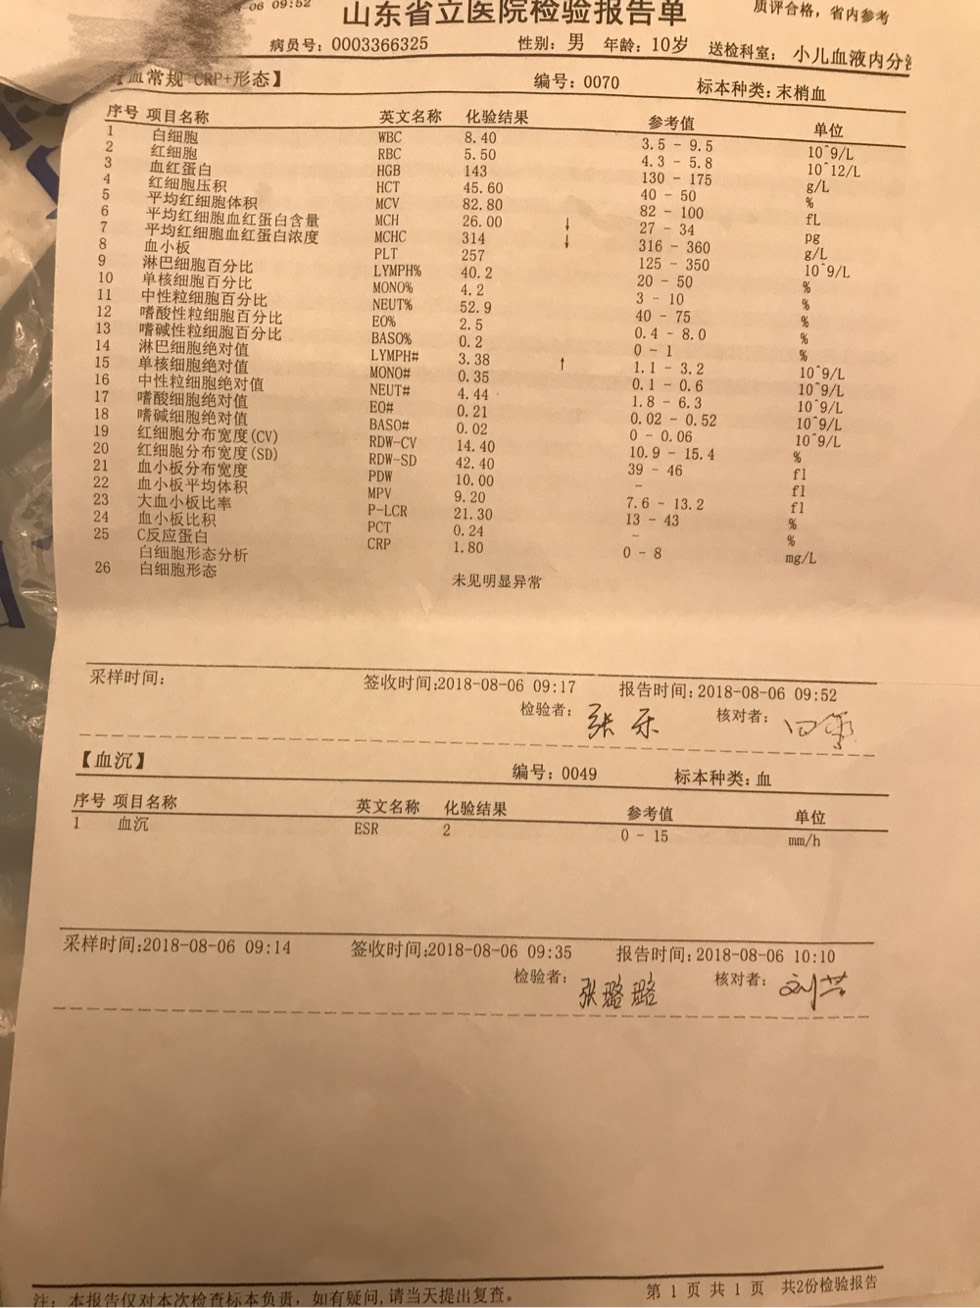 -06 09:52
山东省立医院检验报告单
质评合格，省内参考
病员号：0003366325 性别：男 年龄：10岁 送检科室：小儿血液内分
【血常规+CRP+形态】 编号：0070 标本种类：末梢血
序号 项目名称 英文名称 化验结果 参考值 单位
1 白细胞 WBC 8.40 3.5 - 9.5 10^9/L
2 红细胞 RBC 5.50 4.3 - 5.8 10^12/L
3 血红蛋白 HGB 143 130 - 175 g/L
4 红细胞压积 HCT 45.60 40 - 50 %
5 平均红细胞体积 MCV 82.80 82 - 100 fL
6 平均红细胞血红蛋白含量 MCH 26.00 ↓ 27 - 34 pg
7 平均红细胞血红蛋白浓度 MCHC 314 ↓ 316 - 360 g/L
8 血小板 PLT 257 125 - 350 10^9/L
9 淋巴细胞百分比 LYMPH% 40.2 20 - 50 %
10 单核细胞百分比 MONO% 4.2 3 - 10 %
11 中性粒细胞百分比 NEUT% 52.9 40 - 75 %
12 嗜酸性粒细胞百分比 EO% 2.5 0.4 - 8.0 %
13 嗜碱性粒细胞百分比 BASO% 0.2 0 - 1 %
14 淋巴细胞绝对值 LYMPH# 3.38 ↑ 1.1 - 3.2 10^9/L
15 单核细胞绝对值 MONO# 0.35 0.1 - 0.6 10^9/L
16 中性粒细胞绝对值 NEUT# 4.44 1.8 - 6.3 10^9/L
17 嗜酸细胞绝对值 EO# 0.21 0.02 - 0.52 10^9/L
18 嗜碱细胞绝对值 BASO# 0.02 0 - 0.06 10^9/L
19 红细胞分布宽度(CV) RDW-CV 14.40 10.9 - 15.4 %
20 红细胞分布宽度(SD) RDW-SD 42.40 39 - 46 fl
21 血小板分布宽度 PDW 10.00 - fl
22 血小板平均体积 MPV 9.20 7.6 - 13.2 fl
23 大血小板比率 P-LCR 21.30 13 - 43 %
24 血小板比积 PCT 0.24 - %
25 C反应蛋白 CRP 1.80 0 - 8 mg/L
白细胞形态分析
26 白细胞形态 未见明显异常
采样时间： 签收时间：2018-08-06 09:17 报告时间：2018-08-06 09:52
检验者：张乐 核对者：
【血沉】 编号：0049 标本种类：血
序号 项目名称 英文名称 化验结果 参考值 单位
1 血沉 ESR 2 0 - 15 mm/h
采样时间：2018-08-06 09:14 签收时间：2018-08-06 09:35 报告时间：2018-08-06 10:10
检验者：张璐璐 核对者：刘芸
注：本报告仅对本次检查标本负责，如有疑问，请当天提出复查。 第 1 页 共 1 页 共2份检验报告